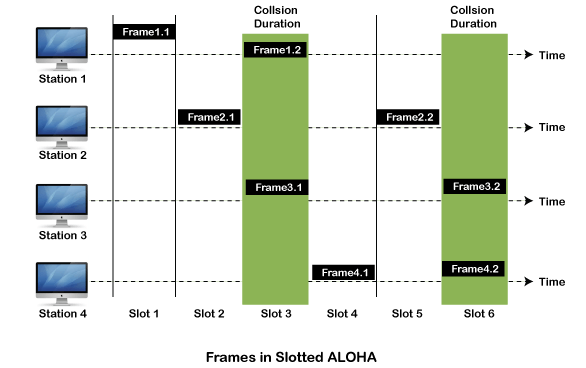 Collsion
Duration
Collsion
Duration
Frame1.1
Frame1.2
Time
Station 1
Frame2.1
Frame2.2
Time
Station 2
Frame3.1
Frame3.2
Time
Station 3
Frame4.1
Frame4.2
Time
Station 4
Slot 1
Slot 2
Slot 3
Slot 4
Slot 5
Slot 6
Frames in Slotted ALOHA